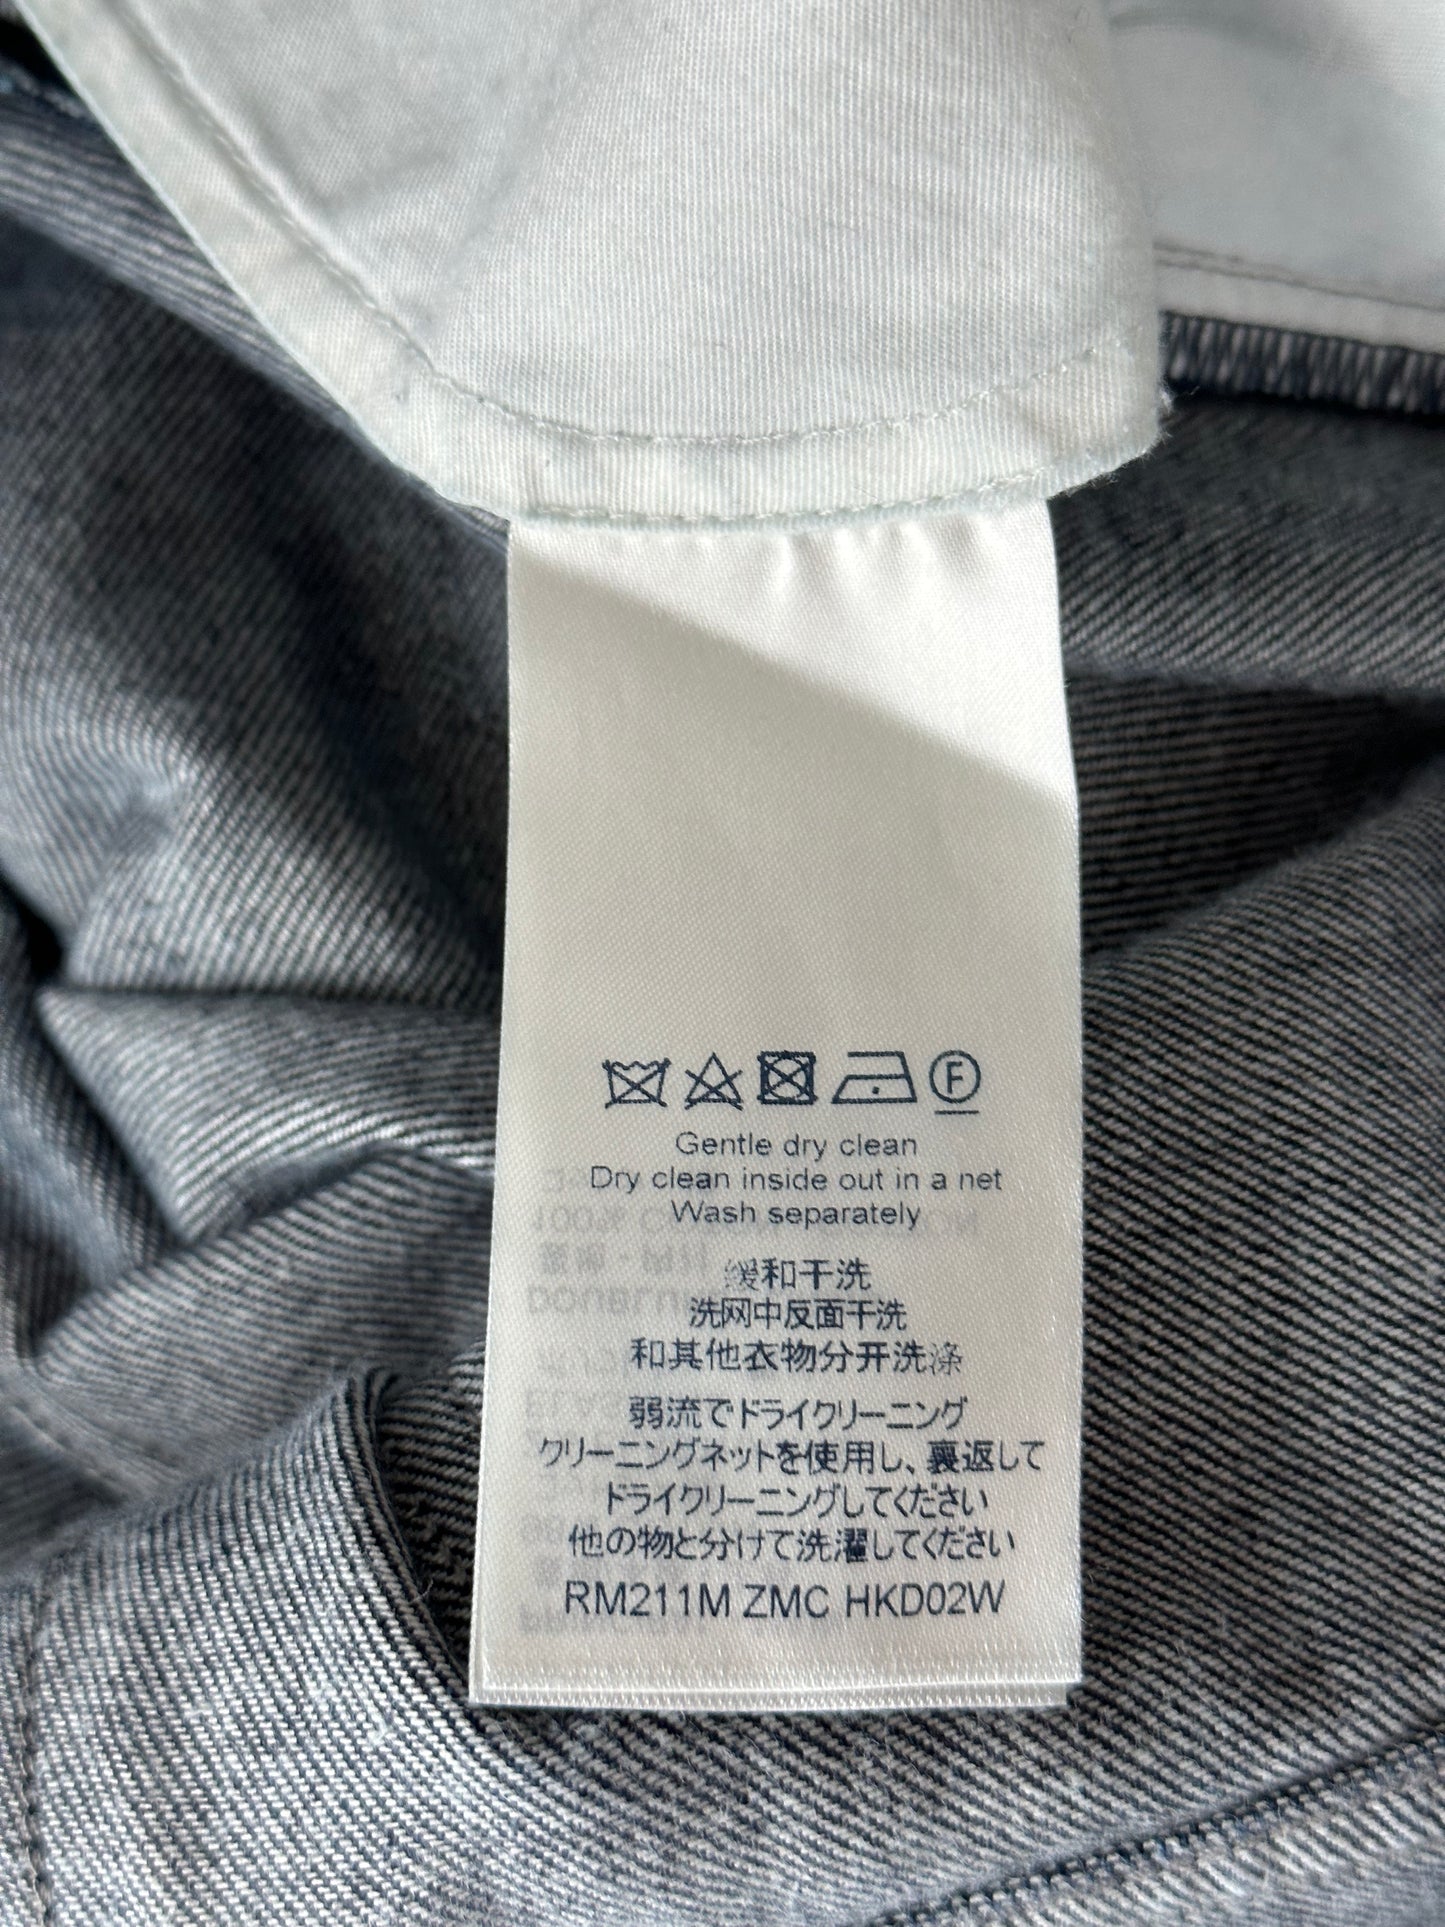 F
Gentle dry clean
Dry clean inside out in a net
Wash separately
缓和干洗
洗网中反面干洗
和其他衣物分开洗涤
弱流でドライクリーニング
クリーニングネットを使用し、裏返して
ドライクリーニングしてください
他の物と分けて洗濯してください
RM211M ZMC HKD02W